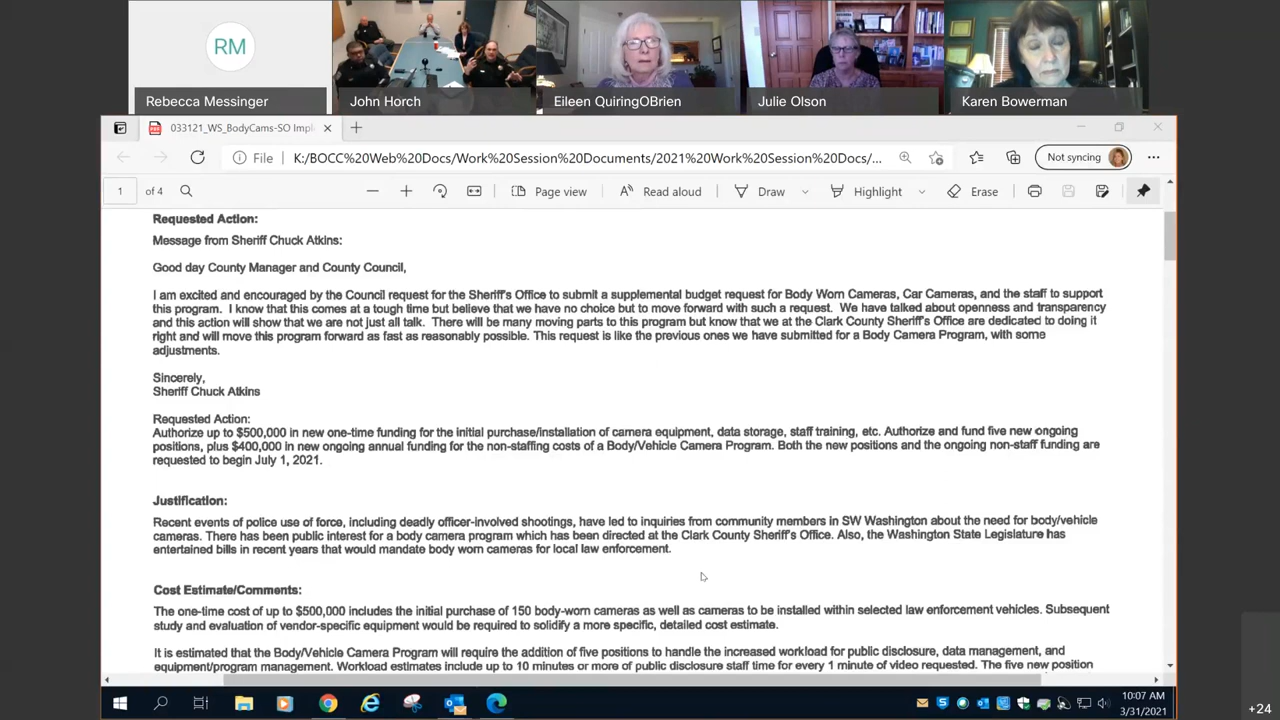 RM
Rebecca Messinger
John Horch
Eileen QuiringOBrien
Julie Olson
Karen Bowerman
033121_WS_BodyCams-SO Impl
File
K:/BOCC%20Web%20Docs/Work%20Session%20Documents/2021%20Work%20Session%20Docs/...
Not syncing
1 of 4
Page view
Read aloud
Draw
Highlight
Erase
Requested Action:
Message from Sheriff Chuck Atkins:
Good day County Manager and County Council,
I am excited and encouraged by the Council request for the Sheriff's Office to submit a supplemental budget request for Body Worn Cameras, Car Cameras, and the staff to support
this program. I know that this comes at a tough time but believe that we have no choice but to move forward with such a request. We have talked about openness and transparency
and this action will show that we are not just all talk. There will be many moving parts to this program but know that we at the Clark County Sheriff's Office are dedicated to doing it
right and will move this program forward as fast as reasonably possible. This request is like the previous ones we have submitted for a Body Camera Program, with some
adjustments.
Sincerely,
Sheriff Chuck Atkins
Requested Action:
Authorize up to $500,000 in new one-time funding for the initial purchase/installation of camera equipment, data storage, staff training, etc. Authorize and fund five new ongoing
positions, plus $400,000 in new ongoing annual funding for the non-staffing costs of a Body/Vehicle Camera Program. Both the new positions and the ongoing non-staff funding are
requested to begin July 1, 2021.
Justification:
Recent events of police use of force, including deadly officer-involved shootings, have led to inquiries from community members in SW Washington about the need for body/vehicle
cameras. There has been public interest for a body camera program which has been directed at the Clark County Sheriff's Office. Also, the Washington State Legislature has
entertained bills in recent years that would mandate body worn cameras for local law enforcement.
Cost Estimate/Comments:
The one-time cost of up to $500,000 includes the initial purchase of 150 body-worn cameras as well as cameras to be installed within selected law enforcement vehicles. Subsequent
study and evaluation of vendor-specific equipment would be required to solidify a more specific, detailed cost estimate.
It is estimated that the Body/Vehicle Camera Program will require the addition of five positions to handle the increased workload for public disclosure, data management, and
equipment/program management. Workload estimates include up to 10 minutes or more of public disclosure staff time for every 1 minute of video requested. The five new position
10:07 AM
3/31/2021
+24